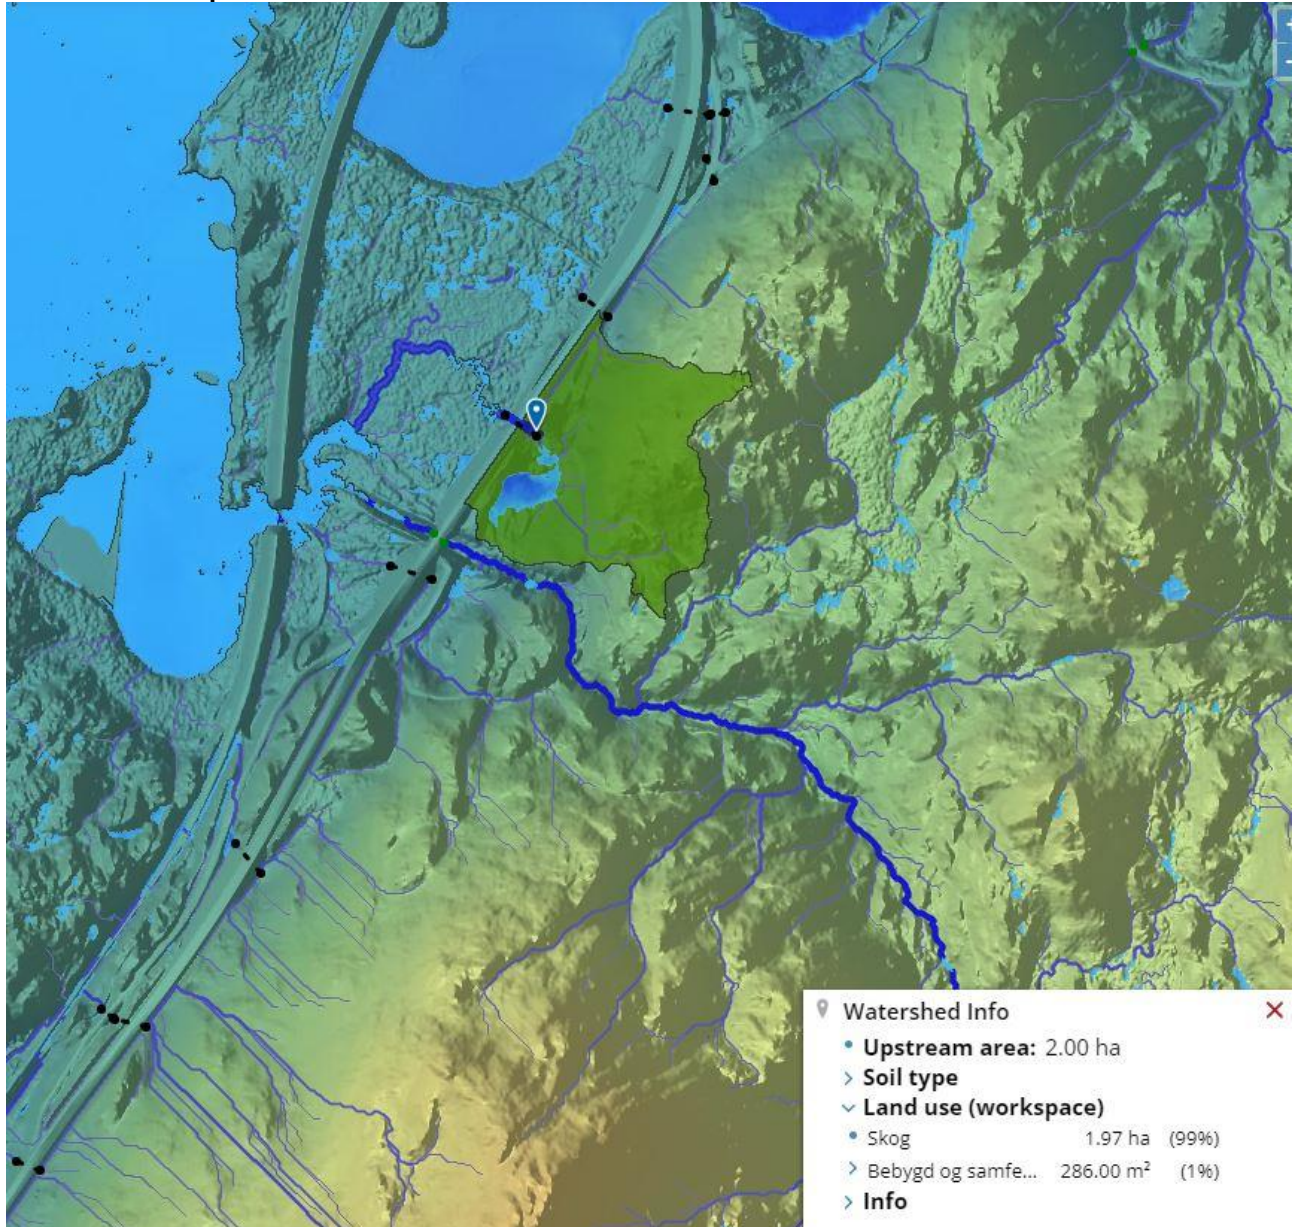 Watershed Info
Upstream area: 2.00 ha
Soil type
Land use (workspace)
Skog 1.97 ha (99%)
Bebygd og samfe... 286.00 m² (1%)
Info